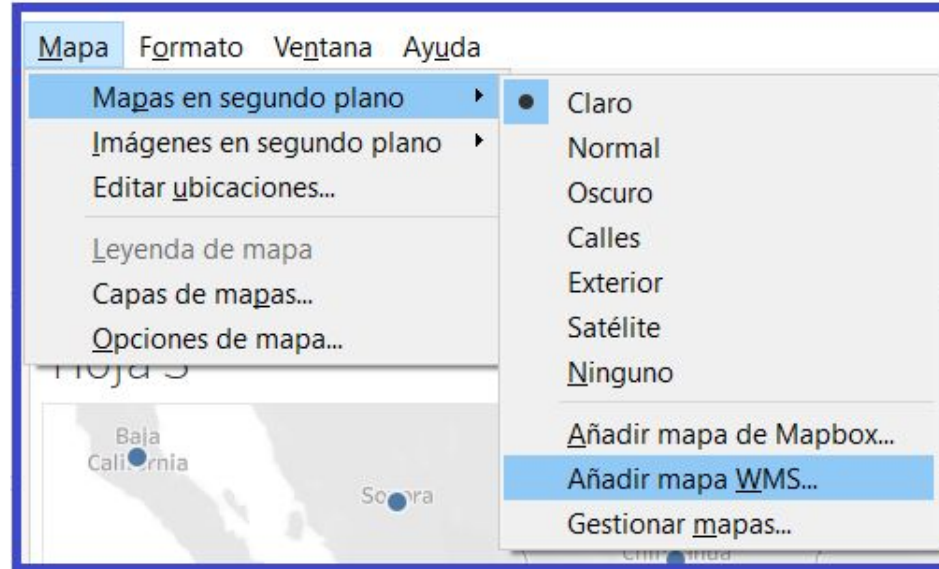 Mapa Formato Ventana Ayuda
Mapas en segundo plano
Imágenes en segundo plano
Editar ubicaciones...
Leyenda de mapa
Capas de mapas...
Opciones de mapa...
Claro
Normal
Oscuro
Calles
Exterior
Satélite
Ninguno
Añadir mapa de Mapbox...
Añadir mapa WMS...
Gestionar mapas...
Baja
California
Sonora